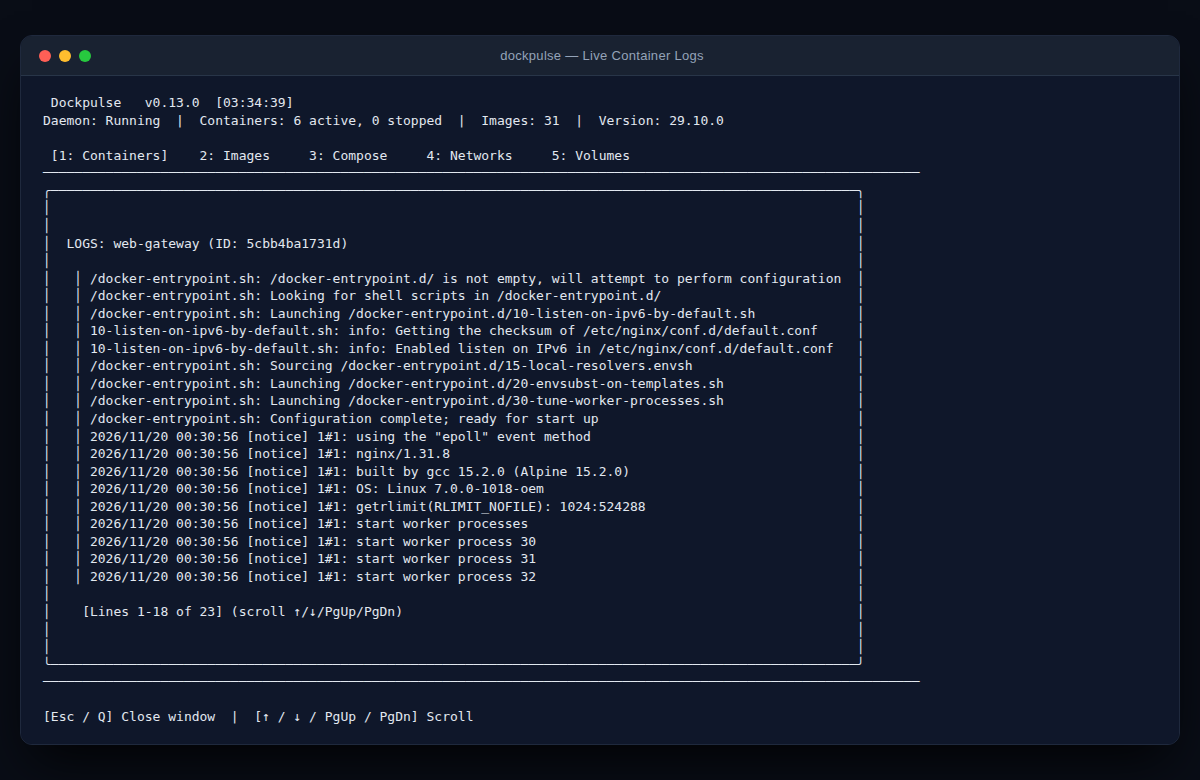 dockpulse — Live Container Logs
Dockpulse v0.13.0 [03:34:39]
Daemon: Running | Containers: 6 active, 0 stopped | Images: 31 | Version: 29.10.0
[1: Containers] 2: Images 3: Compose 4: Networks 5: Volumes
LOGS: web-gateway (ID: 5cbb4ba1731d)
│ /docker-entrypoint.sh: /docker-entrypoint.d/ is not empty, will attempt to perform configuration
│ /docker-entrypoint.sh: Looking for shell scripts in /docker-entrypoint.d/
│ /docker-entrypoint.sh: Launching /docker-entrypoint.d/10-listen-on-ipv6-by-default.sh
│ 10-listen-on-ipv6-by-default.sh: info: Getting the checksum of /etc/nginx/conf.d/default.conf
│ 10-listen-on-ipv6-by-default.sh: info: Enabled listen on IPv6 in /etc/nginx/conf.d/default.conf
│ /docker-entrypoint.sh: Sourcing /docker-entrypoint.d/15-local-resolvers.envsh
│ /docker-entrypoint.sh: Launching /docker-entrypoint.d/20-envsubst-on-templates.sh
│ /docker-entrypoint.sh: Launching /docker-entrypoint.d/30-tune-worker-processes.sh
│ /docker-entrypoint.sh: Configuration complete; ready for start up
│ 2026/11/20 00:30:56 [notice] 1#1: using the "epoll" event method
│ 2026/11/20 00:30:56 [notice] 1#1: nginx/1.31.8
│ 2026/11/20 00:30:56 [notice] 1#1: built by gcc 15.2.0 (Alpine 15.2.0)
│ 2026/11/20 00:30:56 [notice] 1#1: OS: Linux 7.0.0-1018-oem
│ 2026/11/20 00:30:56 [notice] 1#1: getrlimit(RLIMIT_NOFILE): 1024:524288
│ 2026/11/20 00:30:56 [notice] 1#1: start worker processes
│ 2026/11/20 00:30:56 [notice] 1#1: start worker process 30
│ 2026/11/20 00:30:56 [notice] 1#1: start worker process 31
│ 2026/11/20 00:30:56 [notice] 1#1: start worker process 32
[Lines 1-18 of 23] (scroll ↑/↓/PgUp/PgDn)
[Esc / Q] Close window | [↑ / ↓ / PgUp / PgDn] Scroll